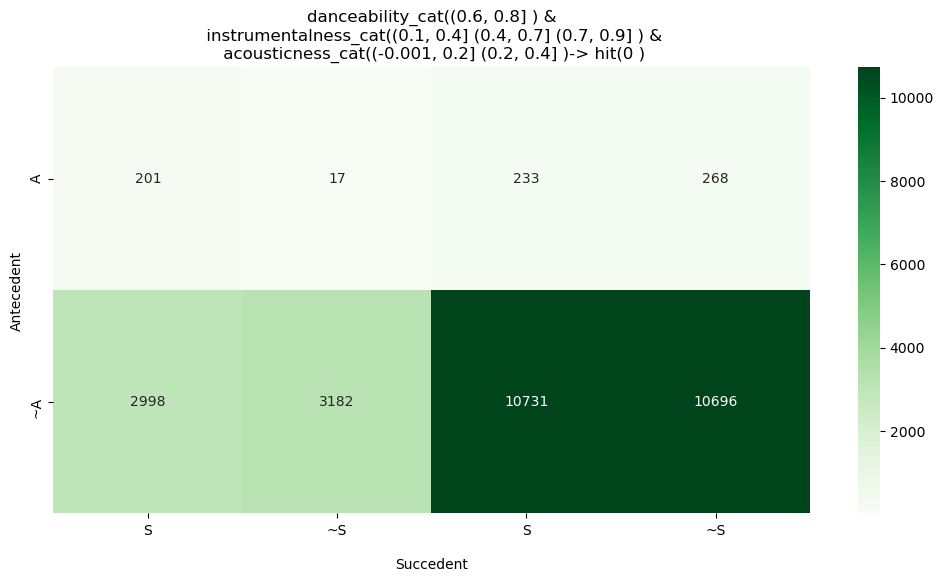 danceability_cat((0.6, 0.8] ) &
instrumentalness_cat((0.1, 0.4] (0.4, 0.7] (0.7, 0.9] ) &
acousticness_cat((-0.001, 0.2] (0.2, 0.4] )-> hit(0 )
A
201
17
233
268
~A
2998
3182
10731
10696
S
~S
S
~S
Antecedent
Succedent
10000
8000
6000
4000
2000